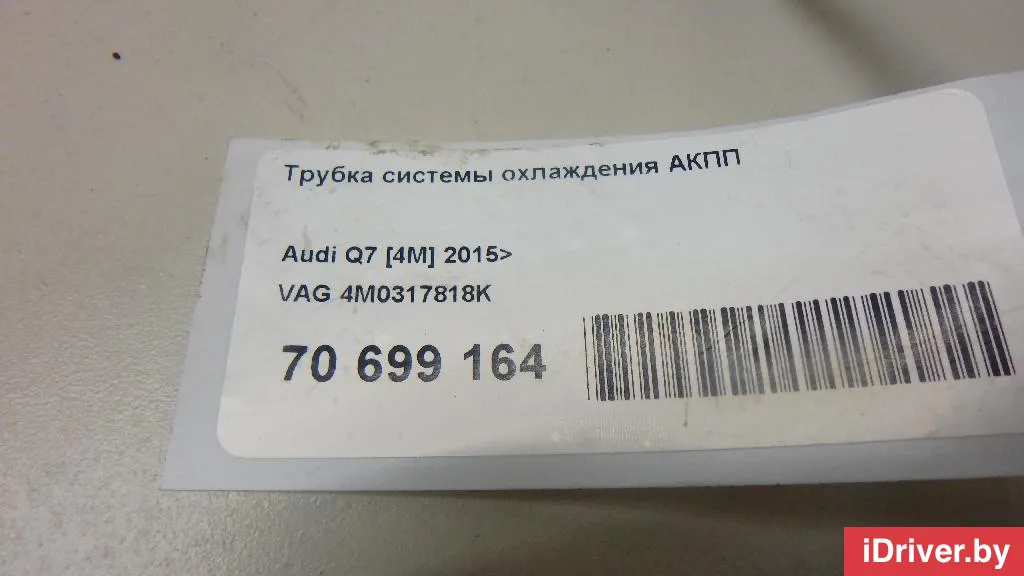 Трубка системы охлаждения АКПП
Audi Q7 [4M] 2015>
VAG 4M0317818K
70 699 164
iDriver.by